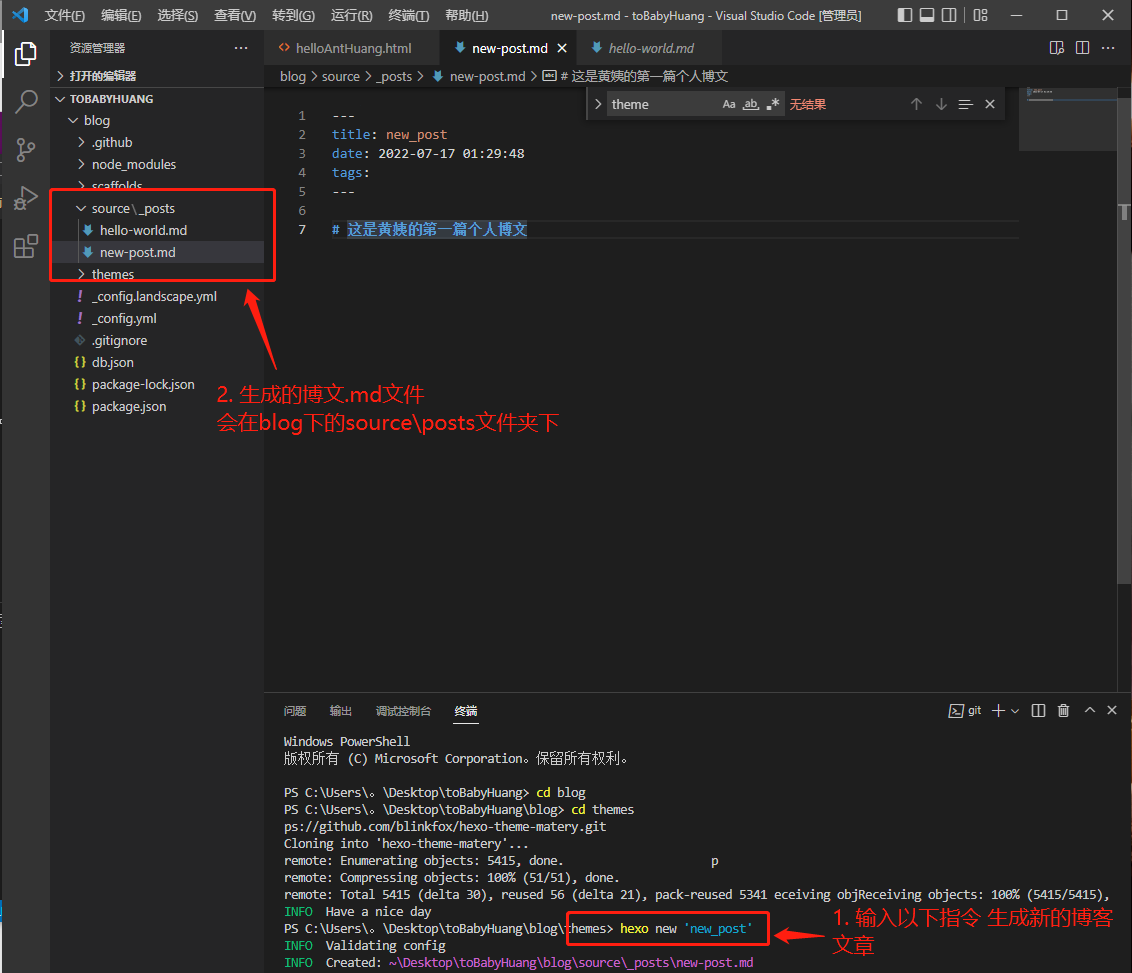 文件(F) 编辑(E) 选择(S) 查看(V) 转到(G) 运行(R) 终端(T) 帮助(H) new-post.md - toBabyHuang - Visual Studio Code [管理员]
资源管理器
helloAntHuang.html new-post.md hello-world.md
打开的编辑器
blog > source > _posts > new-post.md > # 这是黄姨的第一篇个人博文
TOBABYHUANG
blog
.github
node_modules
scaffolds
source\_posts
hello-world.md
new-post.md
themes
_config.landscape.yml
_config.yml
.gitignore
db.json
package-lock.json
package.json
theme Aa ab 无结果
1 ---
2 title: new_post
3 date: 2022-07-17 01:29:48
4 tags:
5 ---
6
7 # 这是黄姨的第一篇个人博文
2. 生成的博文.md文件
会在blog下的source\posts文件夹下
问题 输出 调试控制台 终端 git
Windows PowerShell
版权所有 (C) Microsoft Corporation。保留所有权利。
PS C:\Users\。\Desktop\toBabyHuang> cd blog
PS C:\Users\。\Desktop\toBabyHuang\blog> cd themes
ps://github.com/blinkfox/hexo-theme-matery.git
Cloning into 'hexo-theme-matery'...
remote: Enumerating objects: 5415, done. p
remote: Compressing objects: 100% (51/51), done.
remote: Total 5415 (delta 30), reused 56 (delta 21), pack-reused 5341 eceiving objReceiving objects: 100% (5415/5415),
INFO Have a nice day
PS C:\Users\。\Desktop\toBabyHuang\blog\themes> hexo new 'new_post'
INFO Validating config
INFO Created: ~\Desktop\toBabyHuang\blog\source\_posts\new-post.md
1. 输入以下指令 生成新的博客
文章